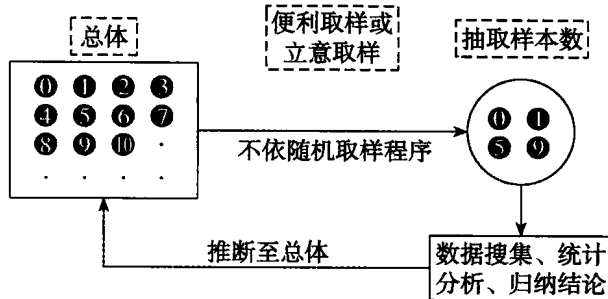 总体
便利取样或
立意取样
抽取样本数
0 1 2 3
4 5 6 7
8 9 10 .
. . . .
不依随机取样程序
0 1
5 9
推断至总体
数据搜集、统计
分析、归纳结论